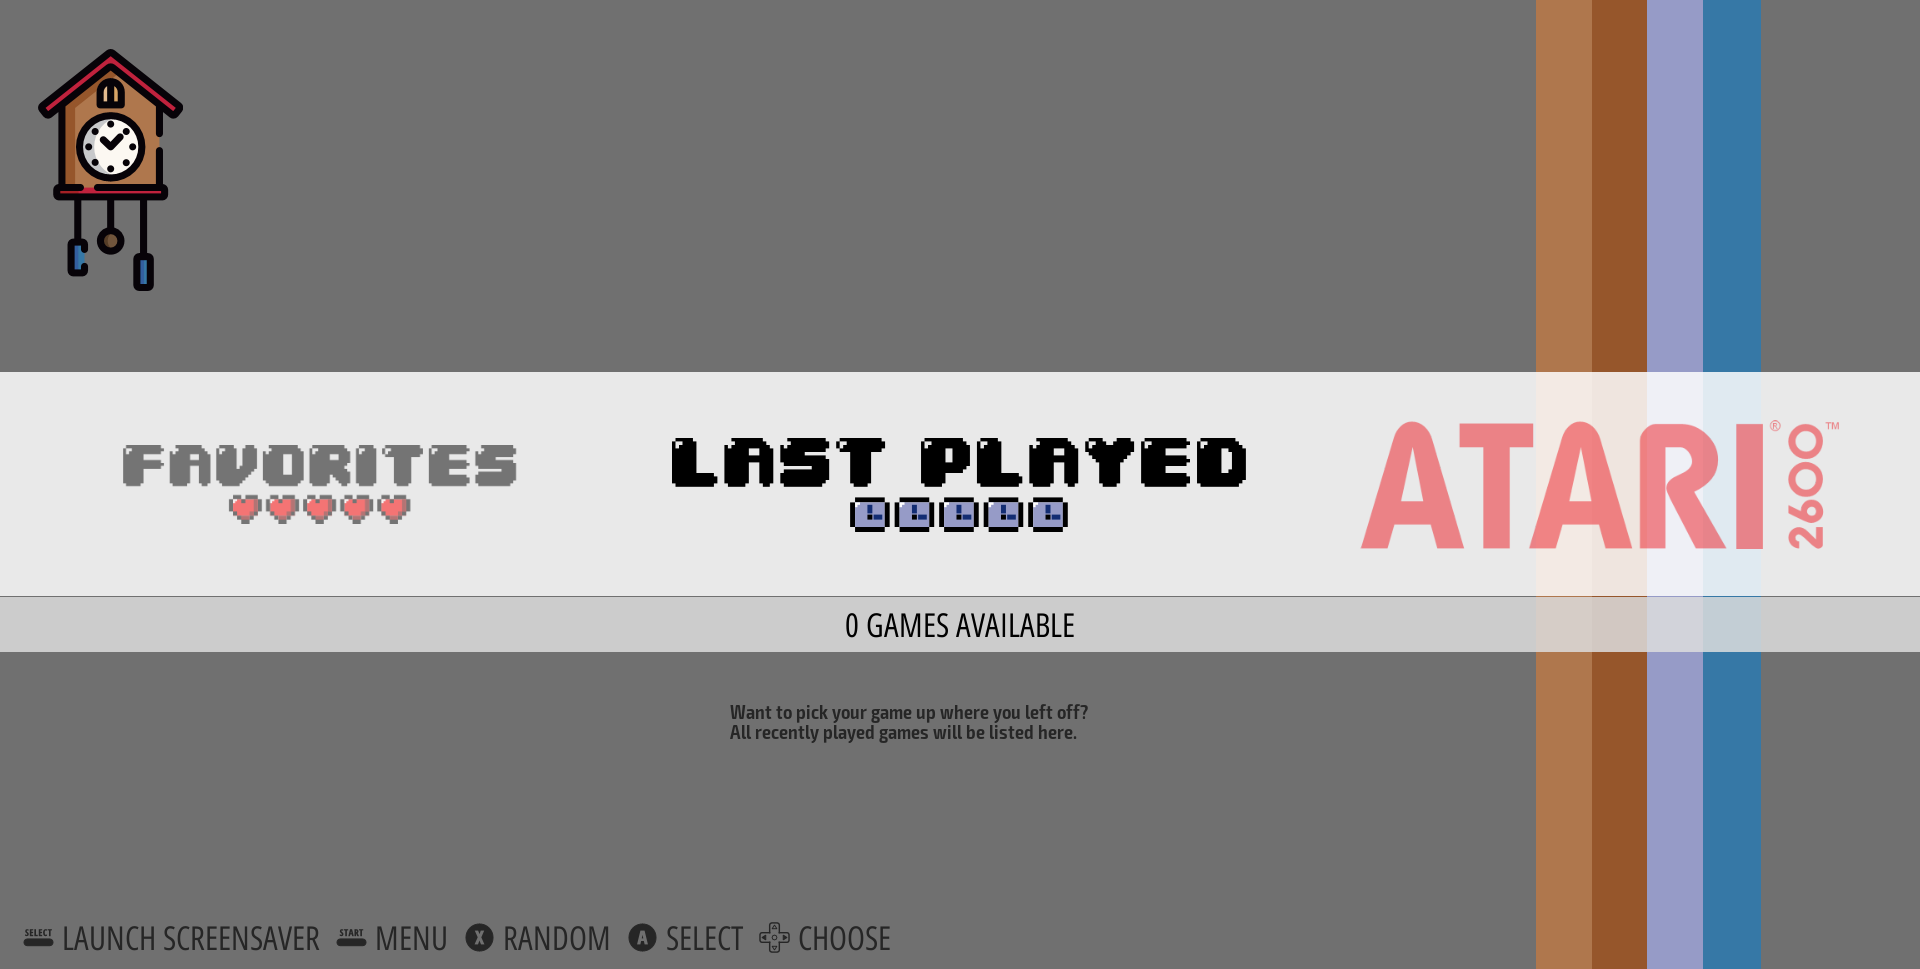 FAVORITES
LAST PLAYED
ATARI® 2600™
0 GAMES AVAILABLE
Want to pick your game up where you left off?
All recently played games will be listed here.
SELECT LAUNCH SCREENSAVER START MENU X RANDOM A SELECT CHOOSE